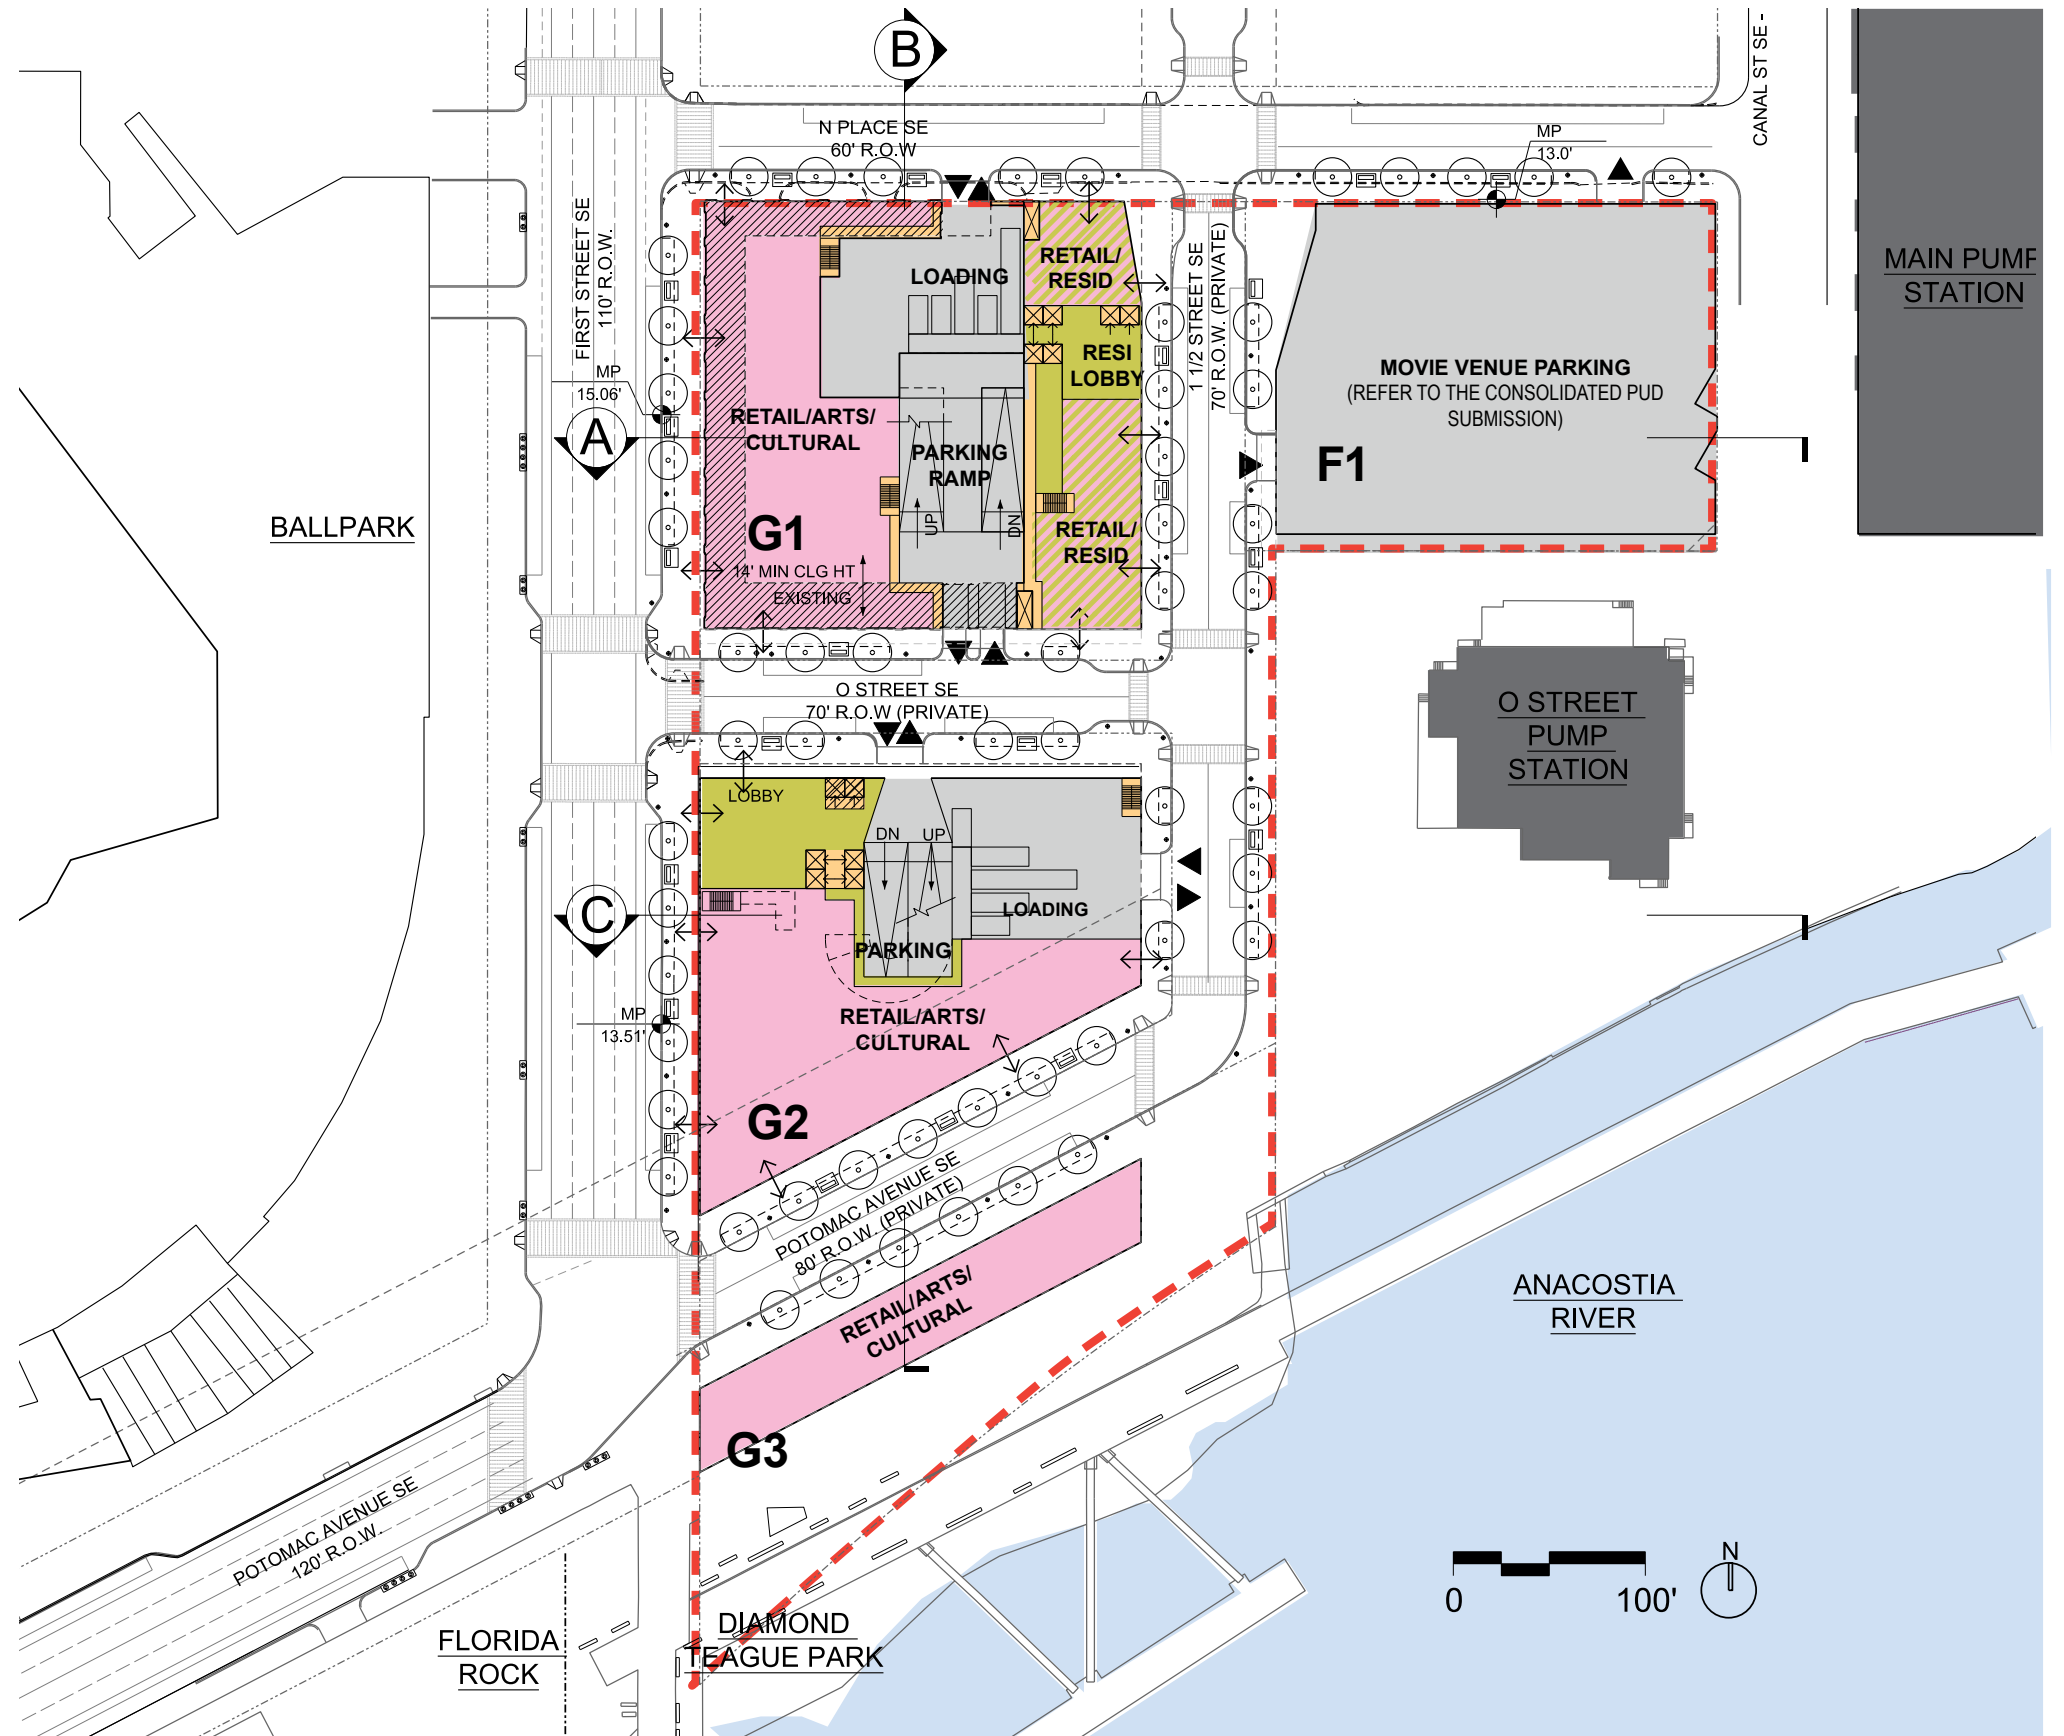 B
CANAL ST SE -
N PLACE SE
60' R.O.W
MP
13.0'
FIRST STREET SE
110' R.O.W.
1 1/2 STREET SE
70' R.O.W. (PRIVATE)
MAIN PUMP
STATION
LOADING
RETAIL/
RESID
RESI
LOBBY
MOVIE VENUE PARKING
(REFER TO THE CONSOLIDATED PUD
SUBMISSION)
F1
MP
15.06'
A
RETAIL/ARTS/
CULTURAL
PARKING
RAMP
UP
DN
G1
RETAIL/
RESID
14' MIN CLG HT
EXISTING
BALLPARK
O STREET SE
70' R.O.W (PRIVATE)
O STREET
PUMP
STATION
LOBBY
DN
UP
LOADING
C
PARKING
RETAIL/ARTS/
CULTURAL
MP
13.51'
G2
POTOMAC AVENUE SE
80' R.O.W. (PRIVATE)
RETAIL/ARTS/
CULTURAL
G3
ANACOSTIA
RIVER
POTOMAC AVENUE SE
120' R.O.W.
FLORIDA
ROCK
DIAMOND
TEAGUE PARK
0
100'
N